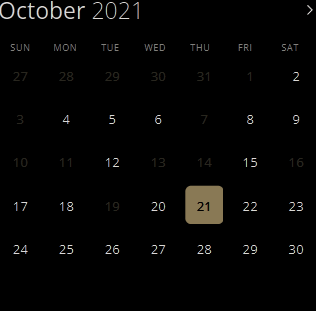 October 2021 >
SUN MON TUE WED THU FRI SAT
27 28 29 30 31 1 2
3 4 5 6 7 8 9
10 11 12 13 14 15 16
17 18 19 20 21 22 23
24 25 26 27 28 29 30